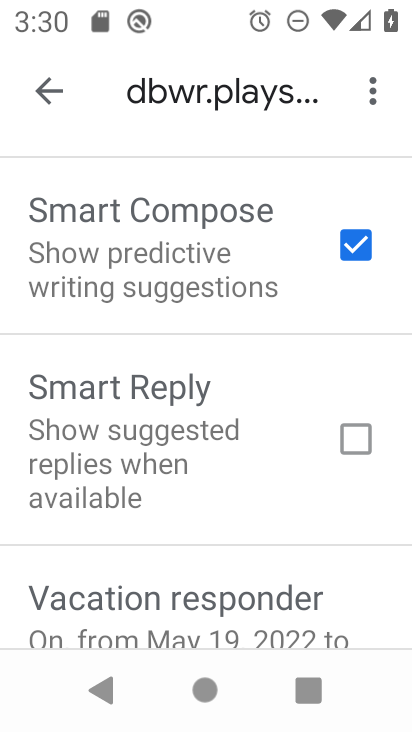 3:30
dbwr.plays...
Smart Compose
Show predictive
writing suggestions
Smart Reply
Show suggested
replies when
available
Vacation responder
On, from May 19, 2022 to